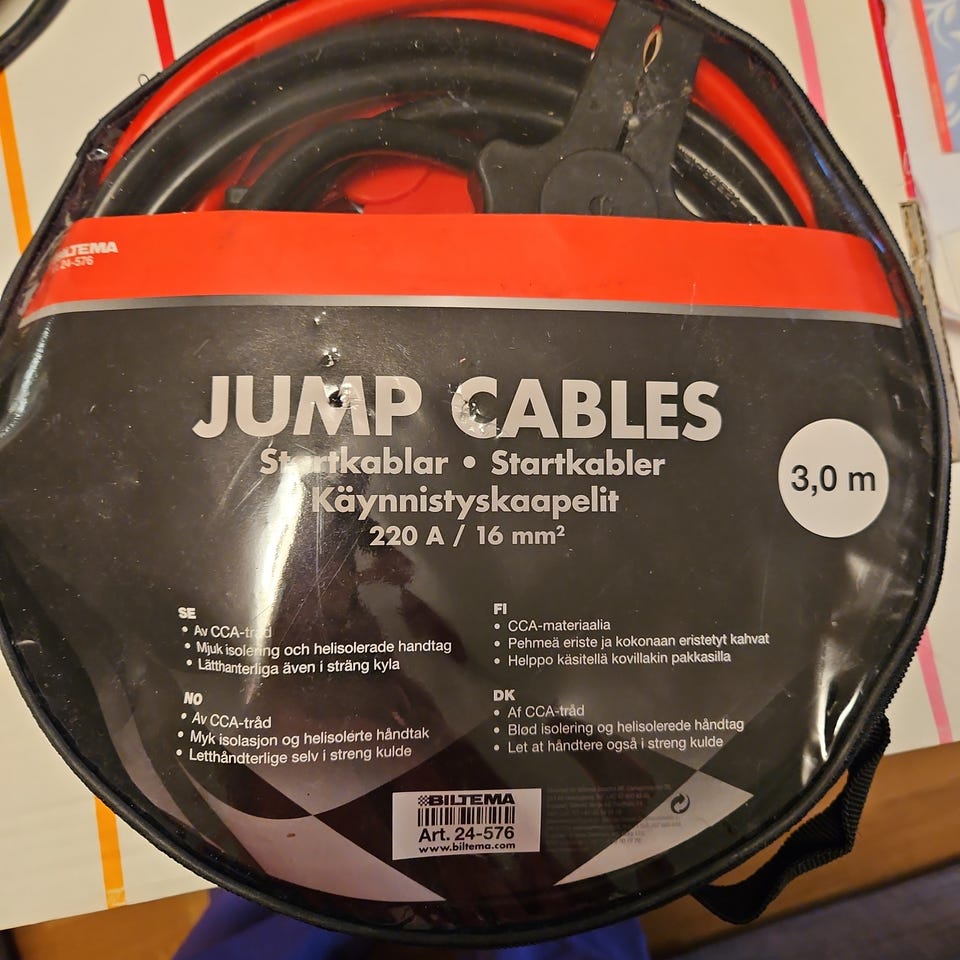 BILTEMA
24-576
JUMP CABLES
Startkablar • Startkabler
Käynnistyskaapelit
220 A / 16 mm²
3,0 m
SE
• Av CCA-tråd
• Mjuk isolering och helisolerade handtag
• Lätthanterliga även i sträng kyla
NO
• Av CCA-tråd
• Myk isolasjon og helisolerte håndtak
• Letthåndterlige selv i streng kulde
FI
• CCA-materiaalia
• Pehmeä eriste ja kokonaan eristetyt kahvat
• Helppo käsitellä kovillakin pakkasilla
DK
• Af CCA-tråd
• Blød isolering og helisolerede håndtag
• Let at håndtere også i streng kulde
BILTEMA
Art. 24-576
www.biltema.com